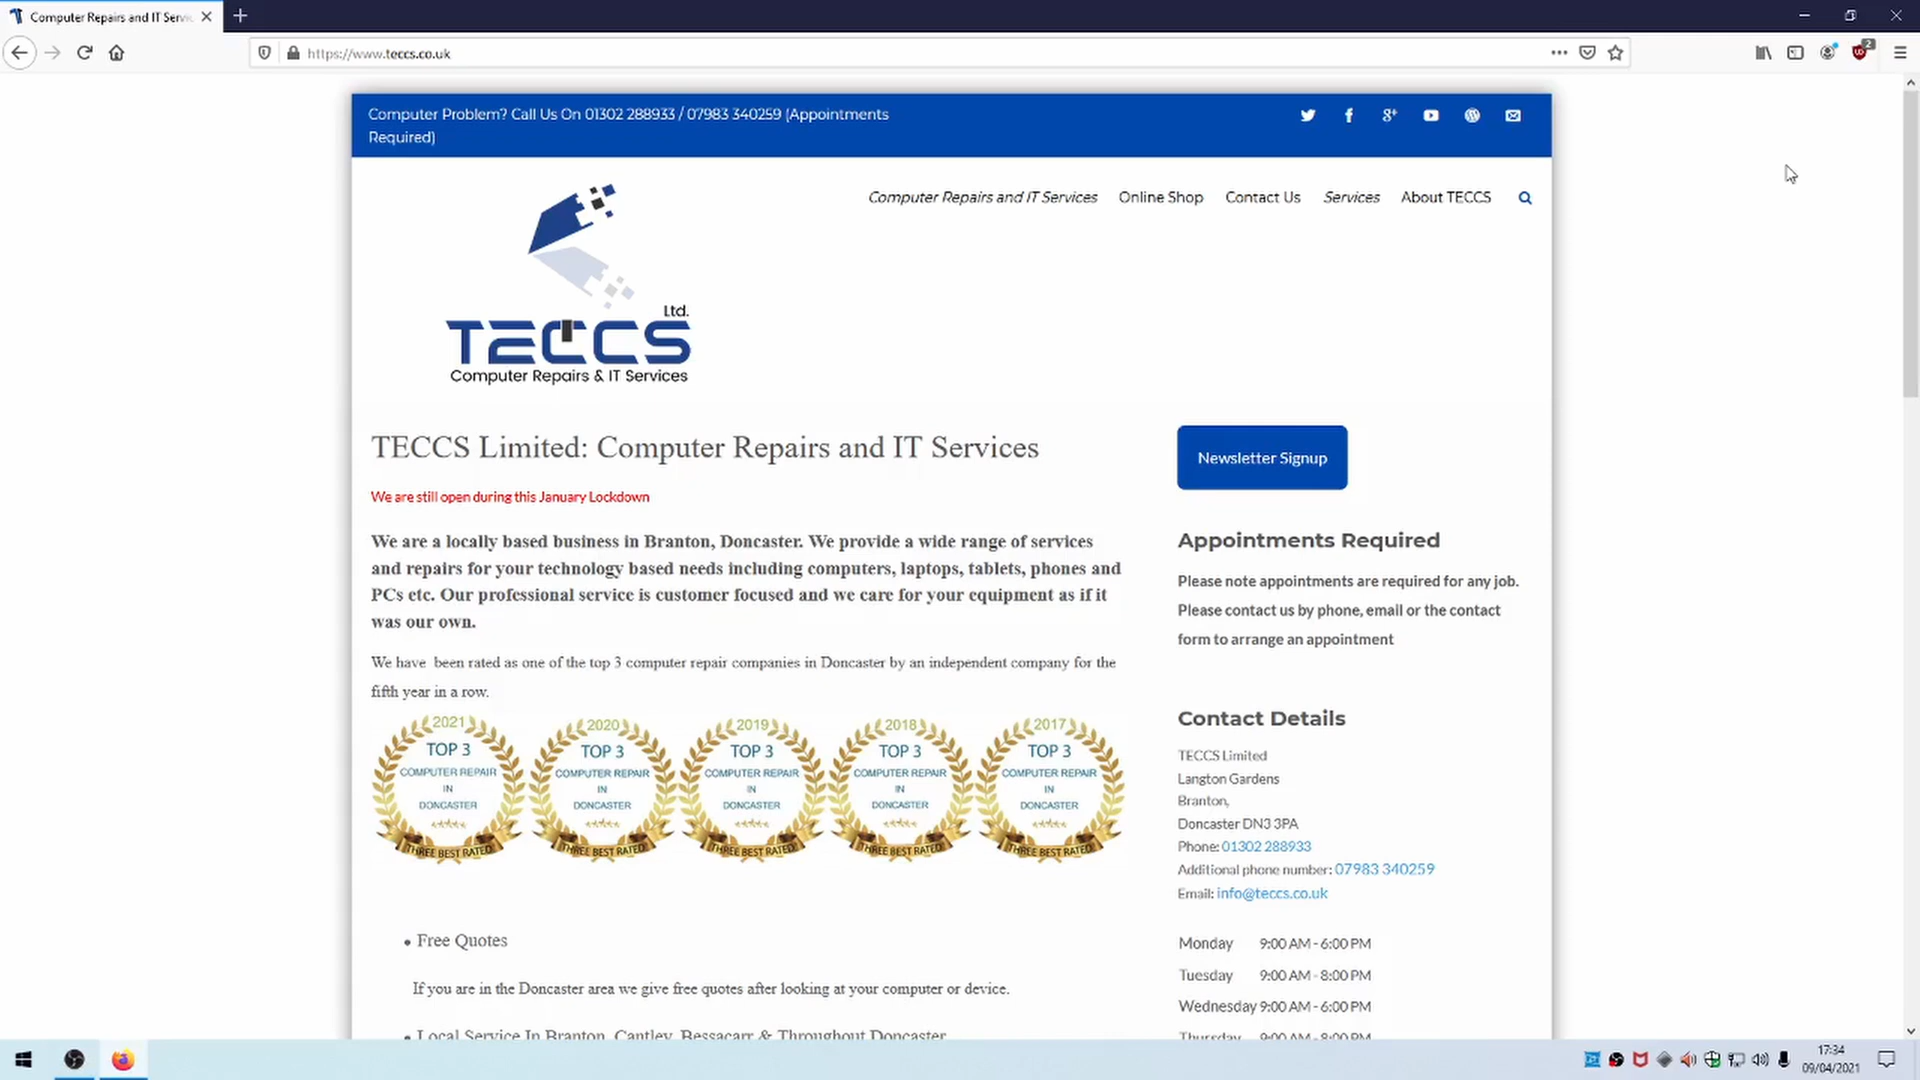 Computer Repairs and IT Servic
https://www.teccs.co.uk
2
Computer Problem? Call Us On 01302 288933 / 07983 340259 (Appointments
Required)
Computer Repairs and IT Services
Online Shop
Contact Us
Services
About TECCS
Ltd.
TECCS
Computer Repairs & IT Services
TECCS Limited: Computer Repairs and IT Services
We are still open during this January Lockdown
We are a locally based business in Branton, Doncaster. We provide a wide range of services
and repairs for your technology based needs including computers, laptops, tablets, phones and
PCs etc. Our professional service is customer focused and we care for your equipment as if it
was our own.
We have been rated as one of the top 3 computer repair companies in Doncaster by an independent company for the
fifth year in a row.
2021
TOP 3
COMPUTER REPAIR
IN
DONCASTER
THREE BEST RATED
2020
TOP 3
COMPUTER REPAIR
IN
DONCASTER
THREE BEST RATED
2019
TOP 3
COMPUTER REPAIR
IN
DONCASTER
THREE BEST RATED
2018
TOP 3
COMPUTER REPAIR
IN
DONCASTER
THREE BEST RATED
2017
TOP 3
COMPUTER REPAIR
IN
DONCASTER
THREE BEST RATED
• Free Quotes
If you are in the Doncaster area we give free quotes after looking at your computer or device.
• Local Service In Branton, Cantley, Bessacarr & Throughout Doncaster
Newsletter Signup
Appointments Required
Please note appointments are required for any job.
Please contact us by phone, email or the contact
form to arrange an appointment
Contact Details
TECCS Limited
Langton Gardens
Branton,
Doncaster DN3 3PA
Phone: 01302 288933
Additional phone number: 07983 340259
Email: info@teccs.co.uk
Monday 9:00 AM - 6:00 PM
Tuesday 9:00 AM - 8:00 PM
Wednesday 9:00 AM - 6:00 PM
Thursday 9:00 AM - 8:00 PM
17:34
09/04/2021